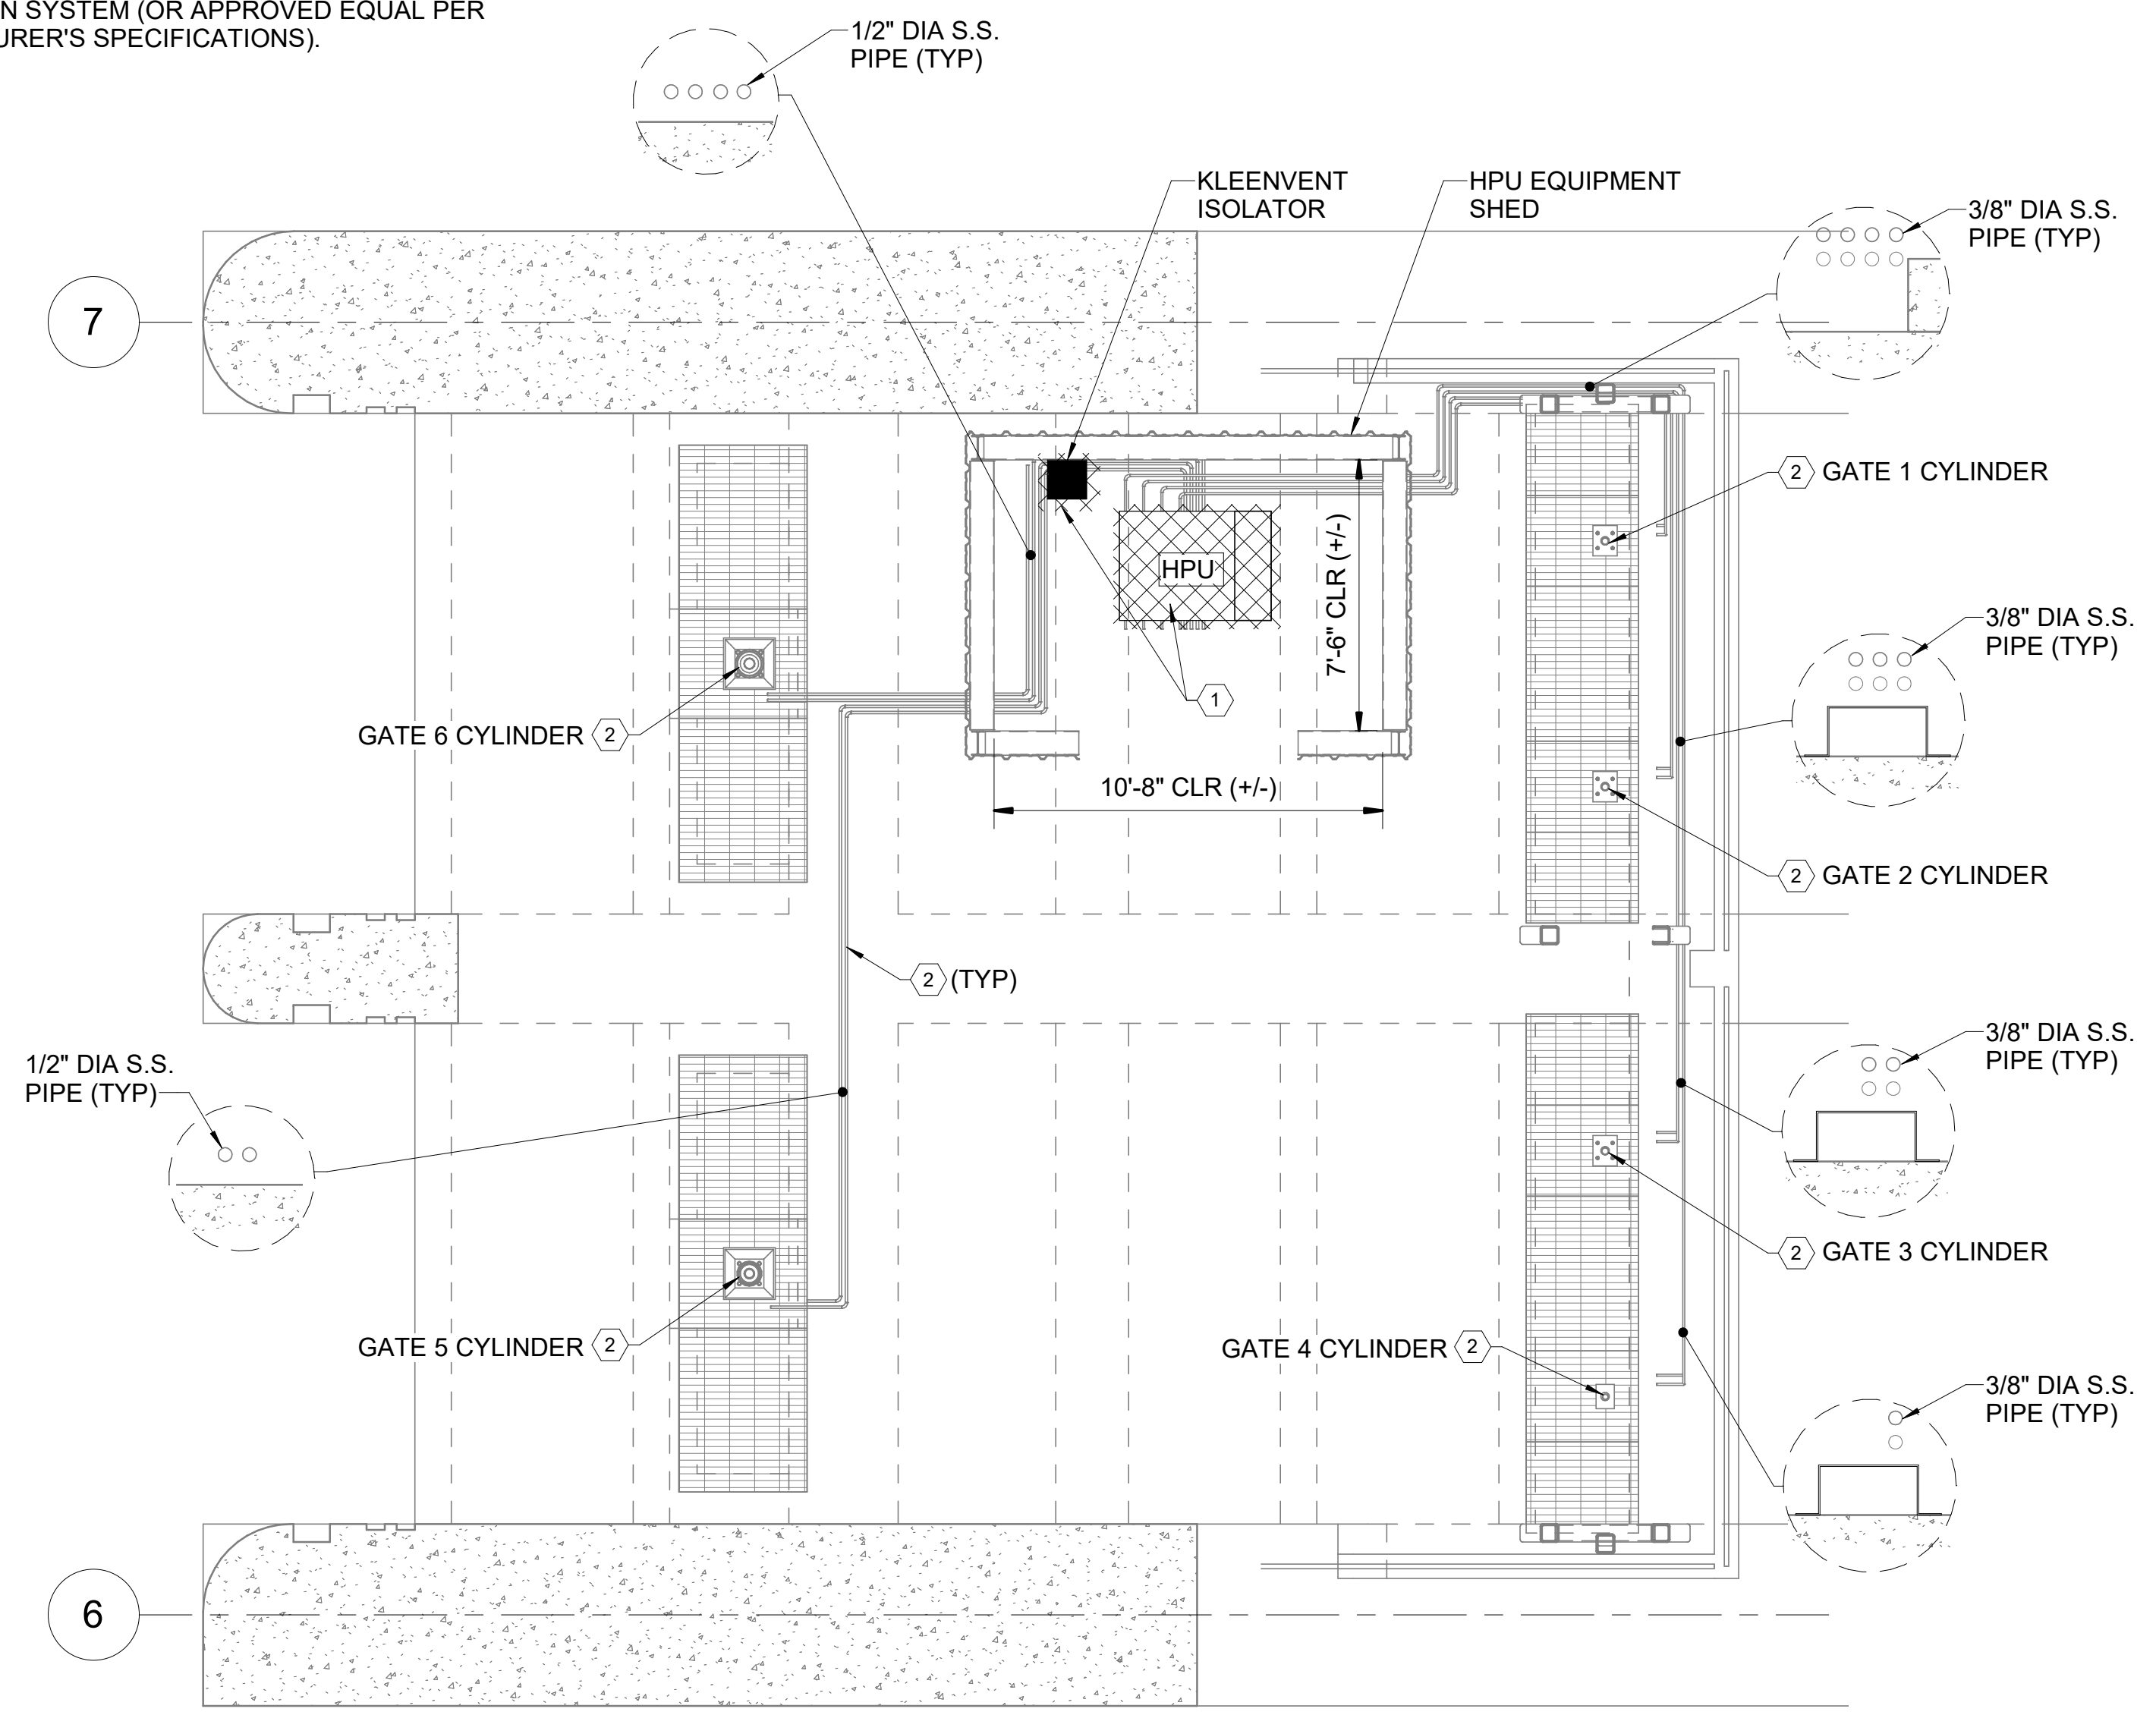 N SYSTEM (OR APPROVED EQUAL PER
URER'S SPECIFICATIONS).
1/2" DIA S.S.
PIPE (TYP)
KLEENVENT
ISOLATOR
HPU EQUIPMENT
SHED
3/8" DIA S.S.
PIPE (TYP)
7
2 GATE 1 CYLINDER
HPU
7'-6" CLR (+/-)
3/8" DIA S.S.
PIPE (TYP)
1
GATE 6 CYLINDER 2
10'-8" CLR (+/-)
2 GATE 2 CYLINDER
2 (TYP)
1/2" DIA S.S.
PIPE (TYP)
3/8" DIA S.S.
PIPE (TYP)
2 GATE 3 CYLINDER
GATE 5 CYLINDER 2
GATE 4 CYLINDER 2
3/8" DIA S.S.
PIPE (TYP)
6